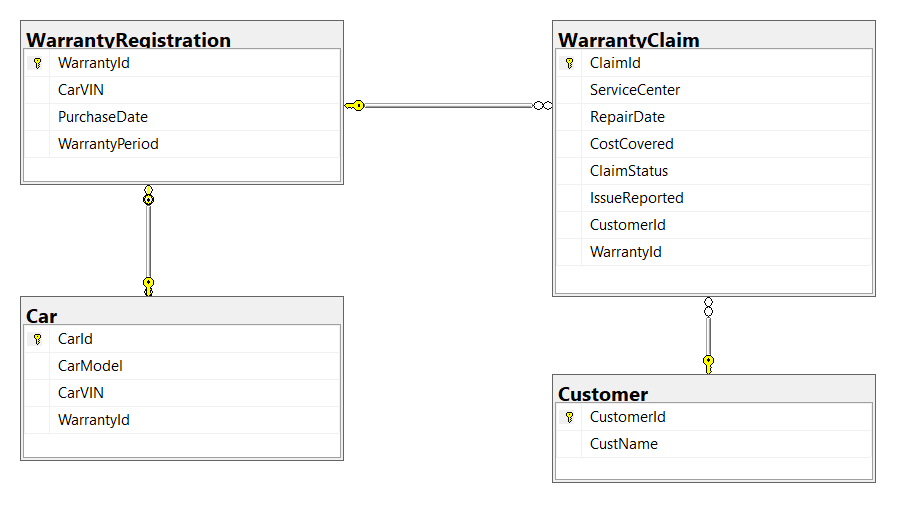 WarrantyRegistration
WarrantyId
CarVIN
PurchaseDate
WarrantyPeriod
WarrantyClaim
ClaimId
ServiceCenter
RepairDate
CostCovered
ClaimStatus
IssueReported
CustomerId
WarrantyId
Car
CarId
CarModel
CarVIN
WarrantyId
Customer
CustomerId
CustName